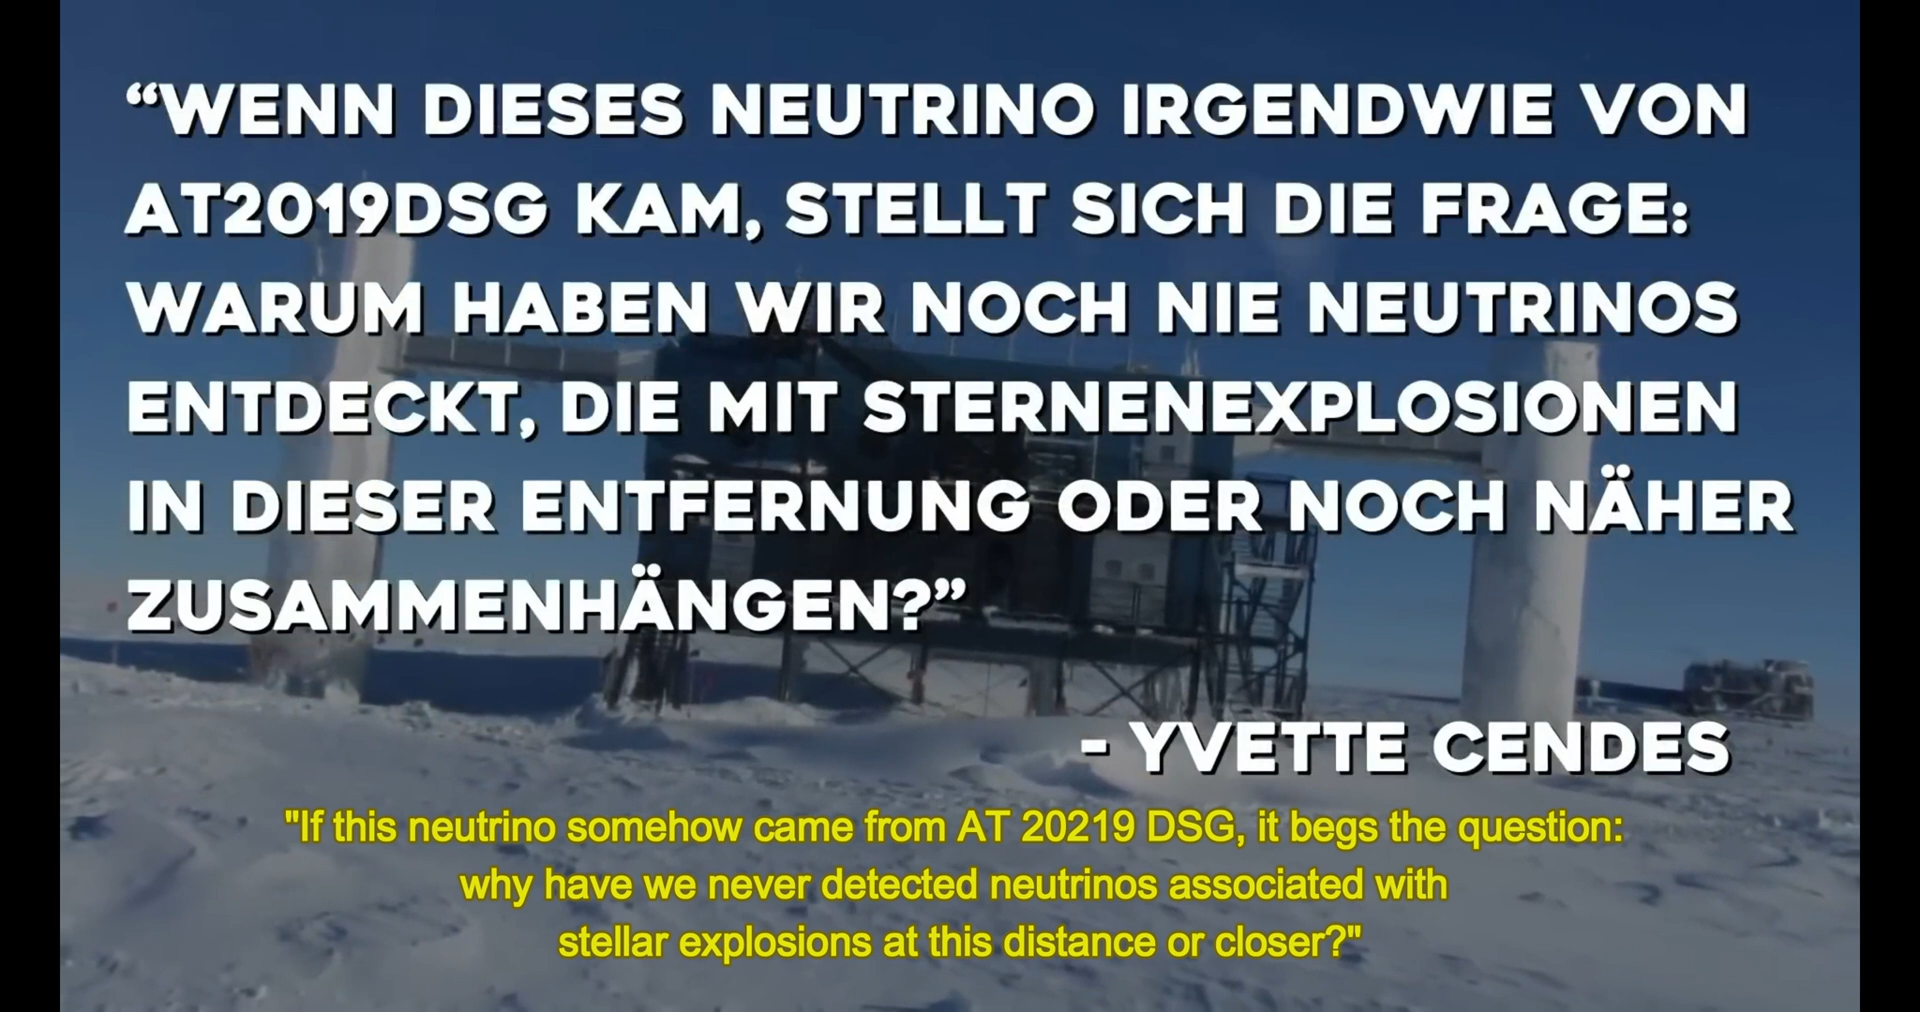 “WENN DIESES NEUTRINO IRGENDWIE VON
AT2019DSG KAM, STELLT SICH DIE FRAGE:
WARUM HABEN WIR NOCH NIE NEUTRINOS
ENTDECKT, DIE MIT STERNENEXPLOSIONEN
IN DIESER ENTFERNUNG ODER NOCH NÄHER
ZUSAMMENHÄNGEN?”
- YVETTE CENDES
"If this neutrino somehow came from AT 20219 DSG, it begs the question:
why have we never detected neutrinos associated with
stellar explosions at this distance or closer?"